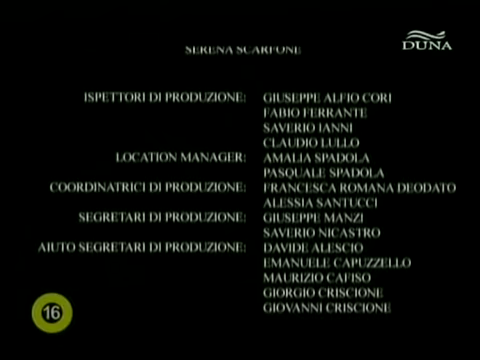 DUNA
SERENA SCARFONE
ISPETTORI DI PRODUZIONE: GIUSEPPE ALFIO CORI
FABIO FERRANTE
SAVERIO IANNI
CLAUDIO LULLO
LOCATION MANAGER: AMALIA SPADOLA
PASQUALE SPADOLA
COORDINATRICI DI PRODUZIONE: FRANCESCA ROMANA DEODATO
ALESSIA SANTUCCI
SEGRETARI DI PRODUZIONE: GIUSEPPE MANZI
SAVERIO NICASTRO
AIUTO SEGRETARI DI PRODUZIONE: DAVIDE ALESCIO
EMANUELE CAPUZZELLO
MAURIZIO CAFISO
GIORGIO CRISCIONE
GIOVANNI CRISCIONE
16